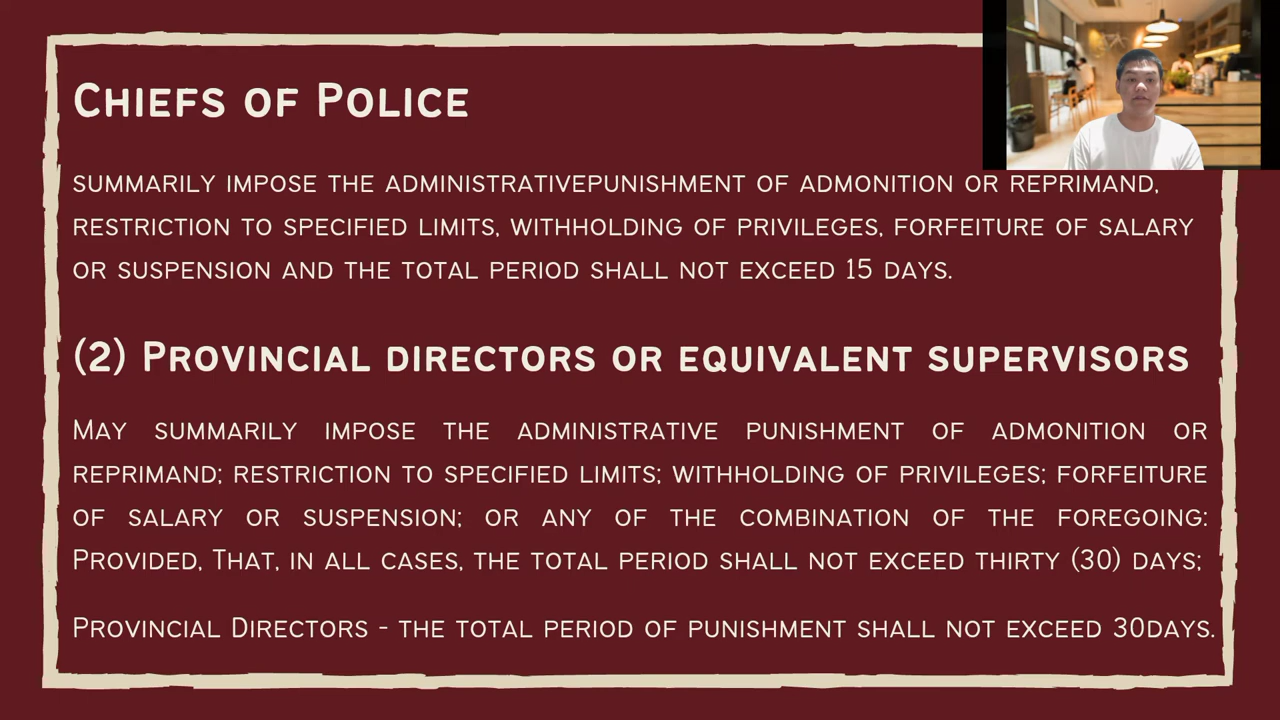 Chiefs of Police
summarily impose the administrativepunishment of admonition or reprimand,
restriction to specified limits, withholding of privileges, forfeiture of salary
or suspension and the total period shall not exceed 15 days.
(2) Provincial directors or equivalent supervisors
May summarily impose the administrative punishment of admonition or
reprimand; restriction to specified limits; withholding of privileges; forfeiture
of salary or suspension; or any of the combination of the foregoing:
Provided, That, in all cases, the total period shall not exceed thirty (30) days;
Provincial Directors - the total period of punishment shall not exceed 30days.